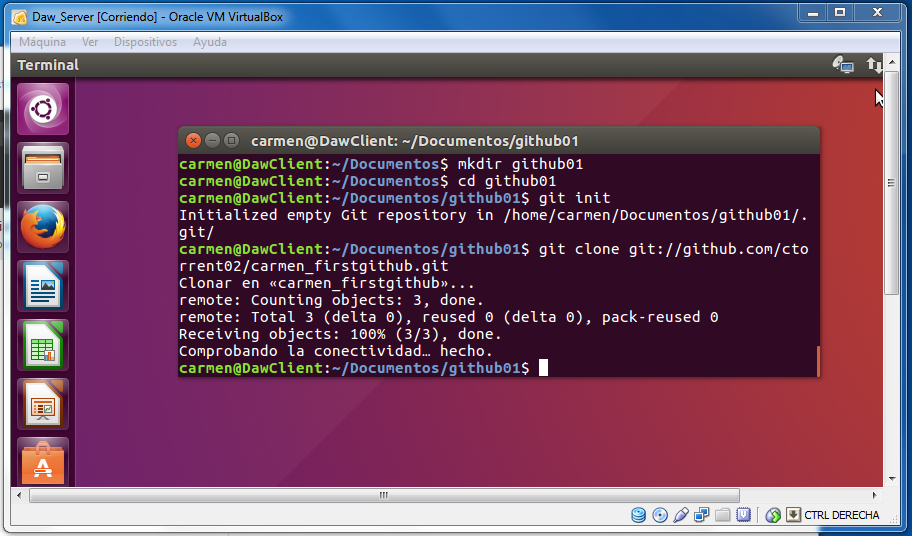 Daw_Server [Corriendo] - Oracle VM VirtualBox
Máquina Ver Dispositivos Ayuda
Terminal
carmen@DawClient: ~/Documentos/github01
carmen@DawClient:~/Documentos$ mkdir github01
carmen@DawClient:~/Documentos$ cd github01
carmen@DawClient:~/Documentos/github01$ git init
Initialized empty Git repository in /home/carmen/Documentos/github01/.
git/
carmen@DawClient:~/Documentos/github01$ git clone git://github.com/cto
rrent02/carmen_firstgithub.git
Clonar en «carmen_firstgithub»...
remote: Counting objects: 3, done.
remote: Total 3 (delta 0), reused 0 (delta 0), pack-reused 0
Receiving objects: 100% (3/3), done.
Comprobando la conectividad… hecho.
carmen@DawClient:~/Documentos/github01$
CTRL DERECHA